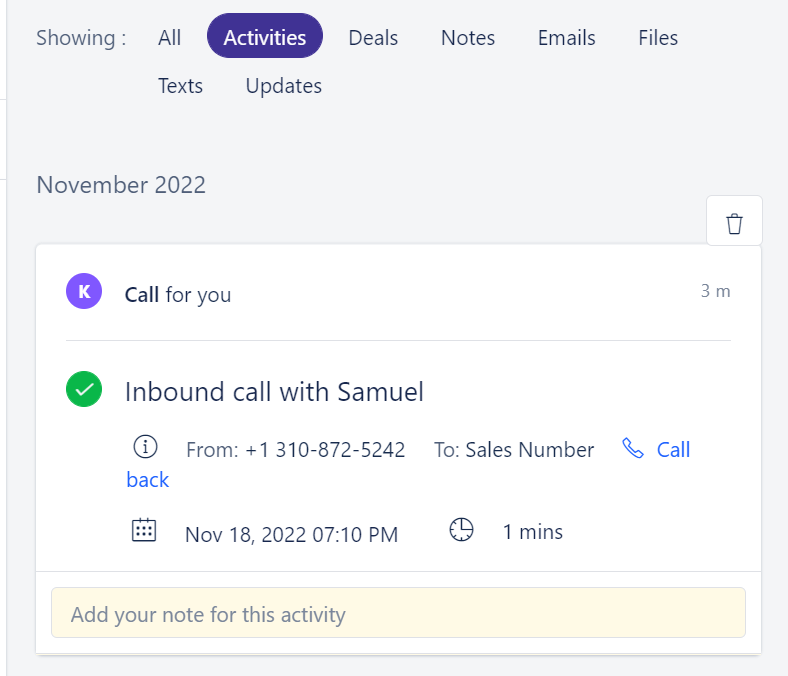 Showing : All Activities Deals Notes Emails Files
Texts Updates
November 2022
K Call for you 3 m
Inbound call with Samuel
From: +1 310-872-5242 To: Sales Number Call
back
Nov 18, 2022 07:10 PM 1 mins
Add your note for this activity